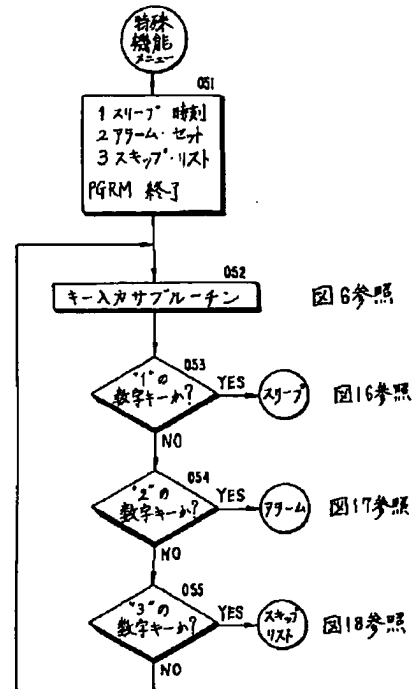 特殊
機能
メニュー
051
1 スリープ 時刻
2 アラーム・セット
3 スキップ・リスト
PGRM 終了
052
キー入力サブルーチン
図6参照
053
"1"の
数字キーか?
YES
スリープ
図16参照
NO
054
"2"の
数字キーか?
YES
アラーム
図17参照
NO
055
"3"の
数字キーか?
YES
スキップ
リスト
図18参照
NO